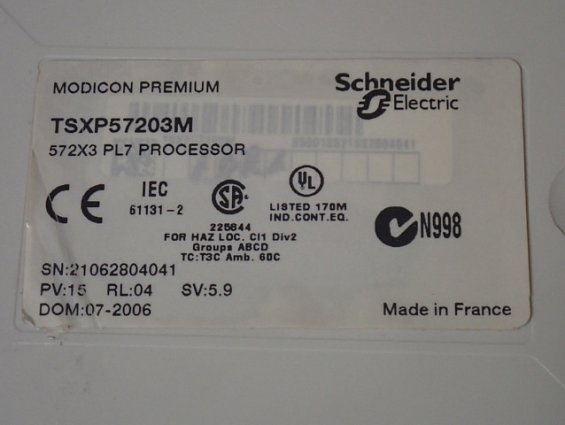 MODICON PREMIUM
Schneider
Electric
TSXP57203M
572X3 PL7 PROCESSOR
CE
IEC
61131-2
SA
UL
LISTED 170M
IND.CONT.EQ.
225844
FOR HAZ LOC. Cl1 Div2
Groups ABCD
TC:T3C Amb. 60C
N998
SN:21062804041
PV:15 RL:04 SV:5.9
DOM:07-2006
Made in France